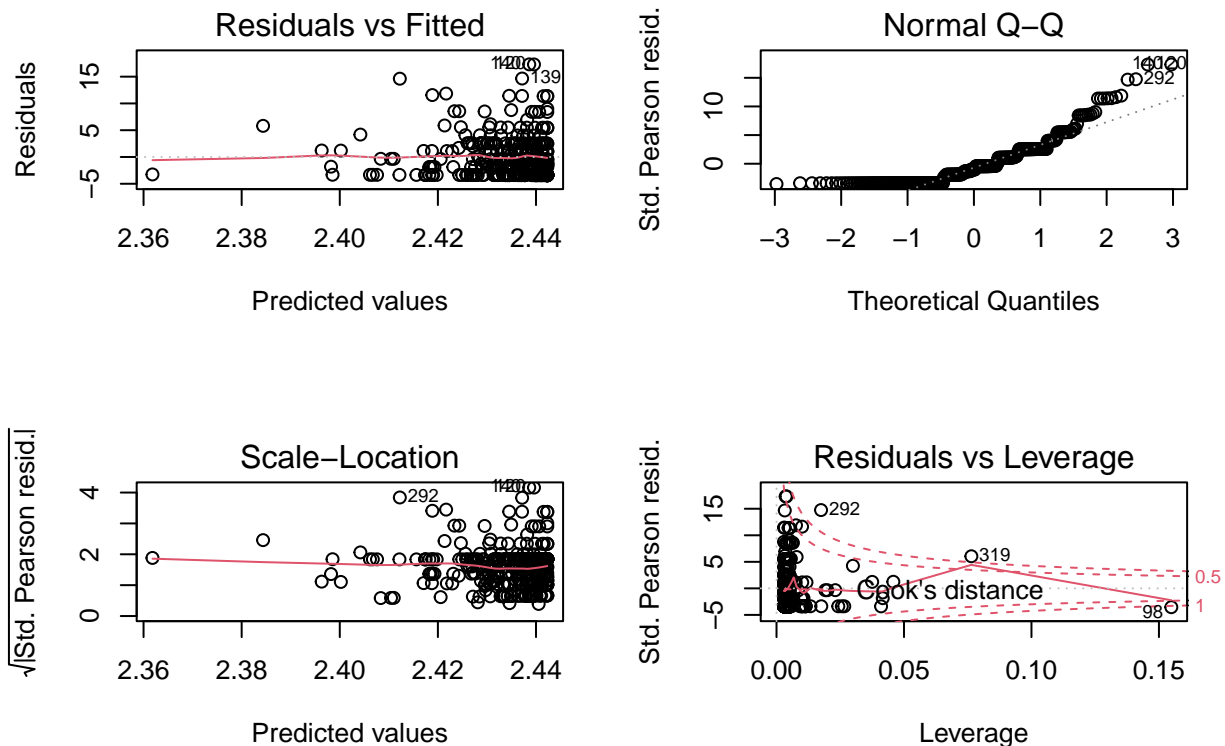 Residuals vs Fitted
Residuals
15
5
−5
139
2.36 2.38 2.40 2.42 2.44
Predicted values
Normal Q−Q
Std. Pearson resid.
10
0
292
−3 −2 −1 0 1 2 3
Theoretical Quantiles
Scale−Location
√|Std. Pearson resid.|
4
2
0
292
2.36 2.38 2.40 2.42 2.44
Predicted values
Residuals vs Leverage
Std. Pearson resid.
15
5
−5
292
319
98
Cook's distance
0.5
1
0.00 0.05 0.10 0.15
Leverage